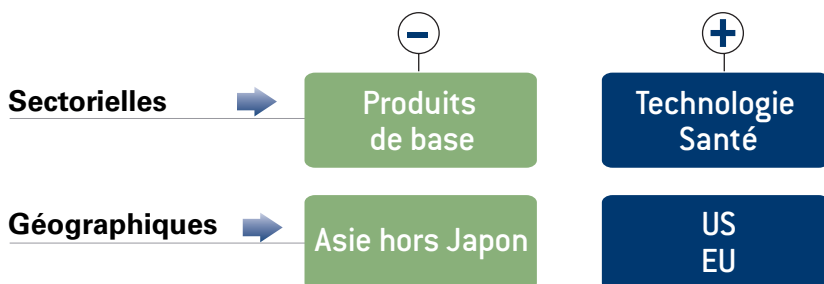 −
+
Sectorielles
Produits
de base
Technologie
Santé
Géographiques
Asie hors Japon
US
EU